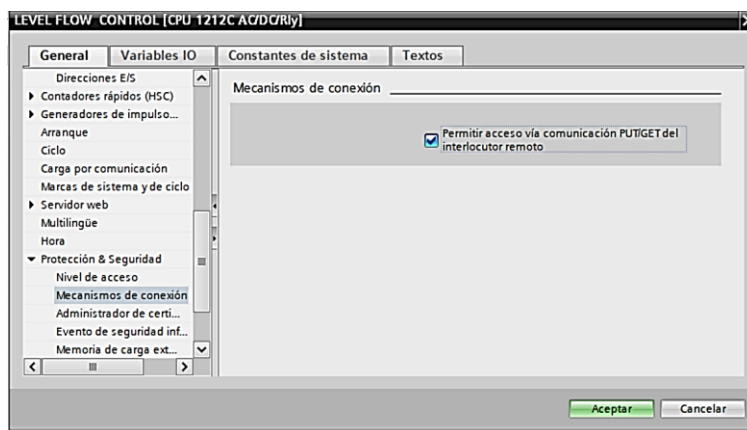 LEVEL FLOW CONTROL [CPU 1212C AC/DC/Rly]
General Variables IO Constantes de sistema Textos
Direcciones E/S
Contadores rápidos (HSC)
Generadores de impulso...
Arranque
Ciclo
Carga por comunicación
Marcas de sistema y de ciclo
Servidor web
Multilingüe
Hora
Protección & Seguridad
Nivel de acceso
Mecanismos de conexión
Administrador de certi...
Evento de seguridad inf...
Memoria de carga ext...
Mecanismos de conexión
Permitir acceso vía comunicación PUT/GET del
interlocutor remoto
Aceptar Cancelar